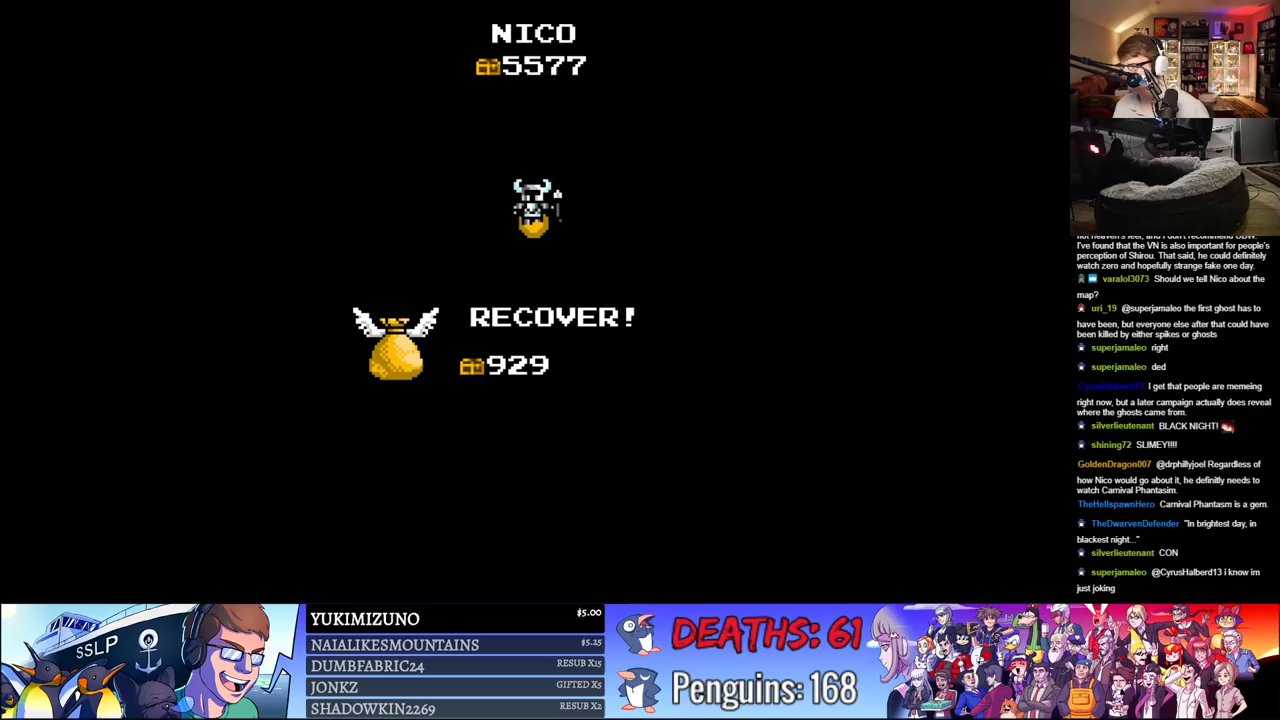 NICO
5577
RECOVER!
929
I've found that the VN is also important for people's
perception of Shirou. That said, he could definitely
watch zero and hopefully strange fake one day.
varalol3073 Should we tell Nico about the
map?
uri_19 @superjamaleo the first ghost has to
have been, but everyone else after that could have
been killed by either spikes or ghosts
superjamaleo right
superjamaleo ded
CyrusHalberd13 I get that people are memeing
right now, but a later campaign actually does reveal
where the ghosts came from.
silverlieutenant BLACK NIGHT!
shining72 SLIMEY!!!!
GoldenDragon007 @drphillyjoel Regardless of
how Nico would go about it, he definitly needs to
watch Carnival Phantasim.
TheHellspawnHero Carnival Phantasm is a gem.
TheDwarvenDefender "In brightest day, in
blackest night..."
silverlieutenant CON
superjamaleo @CyrusHalberd13 i know im
just joking
SSLP
YUKIMIZUNO $5.00
NAIALIKESMOUNTAINS $5.25
DUMBFABRIC24 RESUB X15
JONKZ GIFTED X5
SHADOWKIN2269 RESUB X2
DEATHS: 61
Penguins: 168